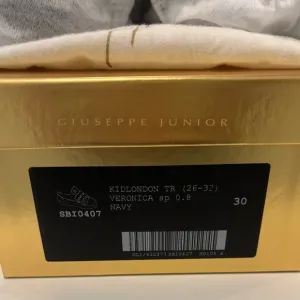 GIUSEPPE JUNIOR
KIDLONDON TR (26-32)
VERONICA sp 0.8
NAVY
30
SBI0407